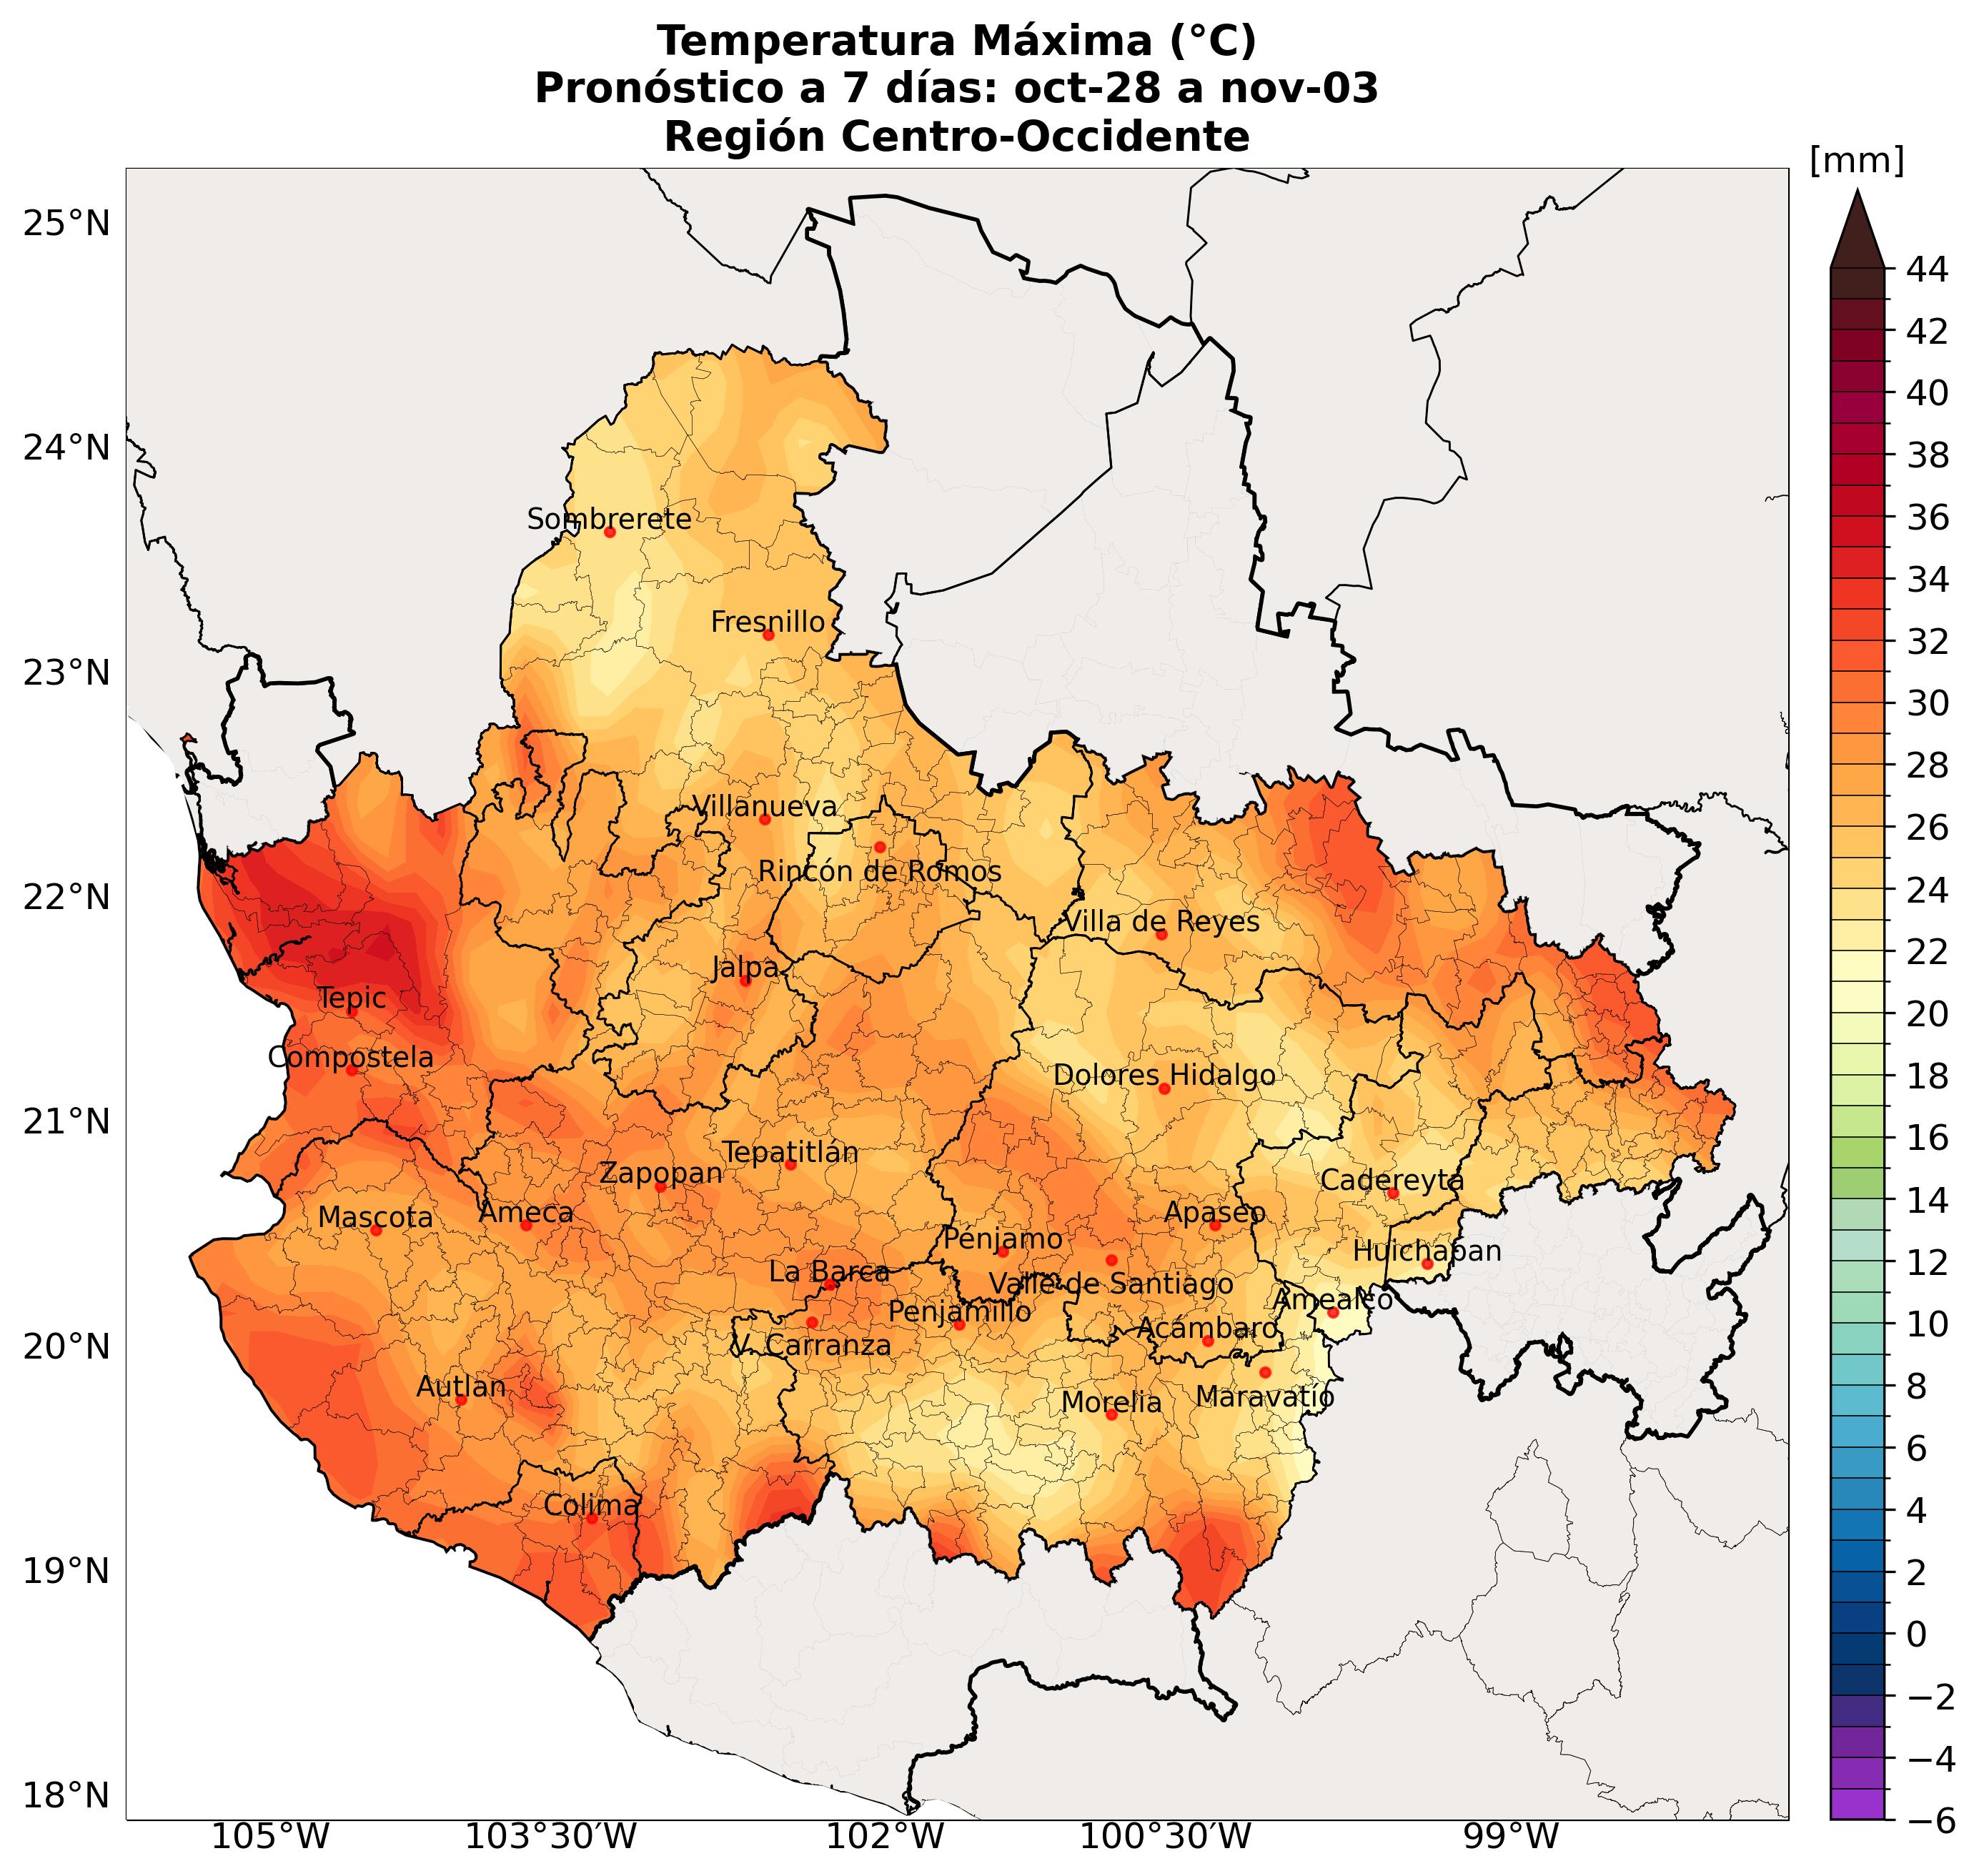 Temperatura Máxima (°C)
Pronóstico a 7 días: oct-28 a nov-03
Región Centro-Occidente
[mm]
25°N
24°N
23°N
22°N
21°N
20°N
19°N
18°N
105°W
103°30′W
102°W
100°30′W
99°W
44
42
40
38
36
34
32
30
28
26
24
22
20
18
16
14
12
10
8
6
4
2
0
−2
−4
−6
Sombrerete
Fresnillo
Villanueva
Rincón de Romos
Villa de Reyes
Jalpa
Tepic
Compostela
Dolores Hidalgo
Tepatitlán
Zapopan
Cadereyta
Mascota
Ameca
Apaseo
Pénjamo
Huichapan
La Barca
Valle de Santiago
Amealco
Penjamillo
Acámbaro
V. Carranza
Autlan
Morelia
Maravatío
Colima